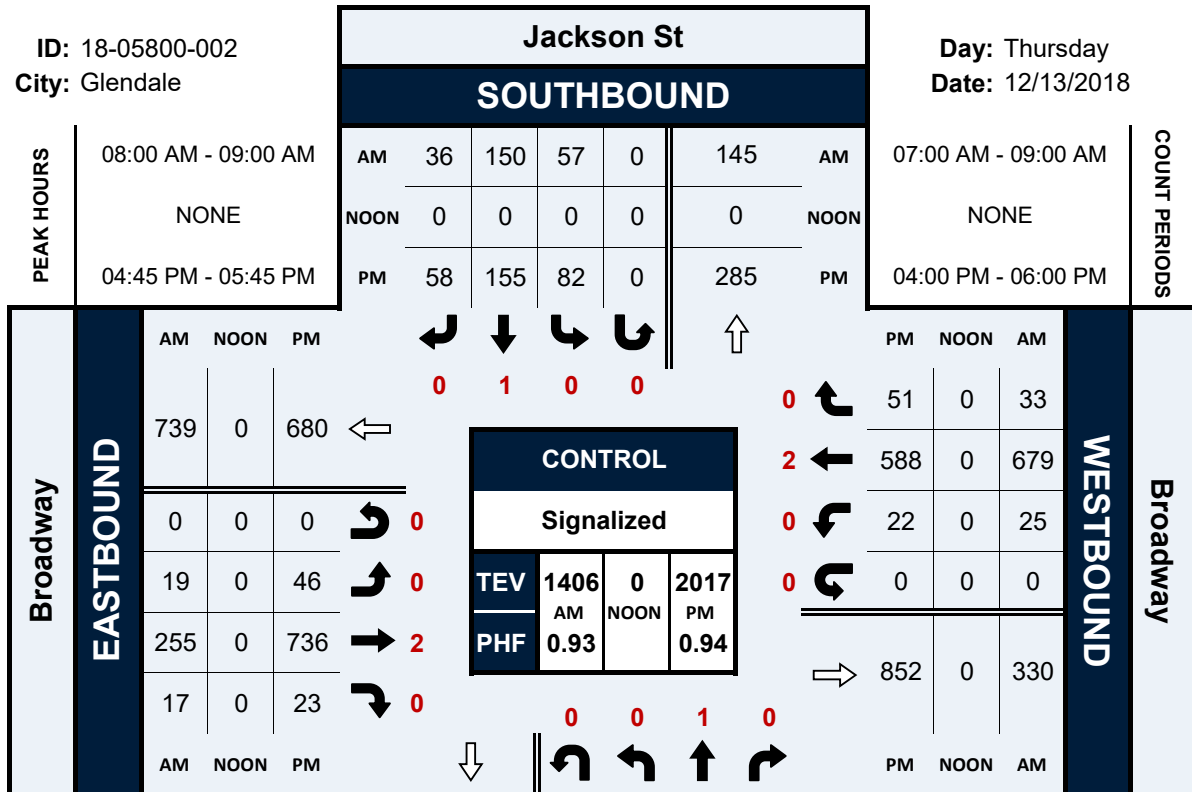 Jackson St
ID: 18-05800-002
Day: Thursday
City: Glendale
Date: 12/13/2018
SOUTHBOUND
PEAK HOURS
08:00 AM - 09:00 AM
NONE
04:45 PM - 05:45 PM
AM 36 150 57 0 145 AM
NOON 0 0 0 0 0 NOON
PM 58 155 82 0 285 PM
07:00 AM - 09:00 AM
NONE
04:00 PM - 06:00 PM
COUNT PERIODS
0 1 0 0
Broadway
EASTBOUND
AM NOON PM
739 0 680
0 0 0 0
19 0 46 0
255 0 736 2
17 0 23 0
AM NOON PM
CONTROL
Signalized
TEV 1406 0 2017
AM NOON PM
PHF 0.93 0.94
PM NOON AM
0 51 0 33
2 588 0 679
0 22 0 25
0 0 0 0
852 0 330
PM NOON AM
WESTBOUND
Broadway
0 0 1 0